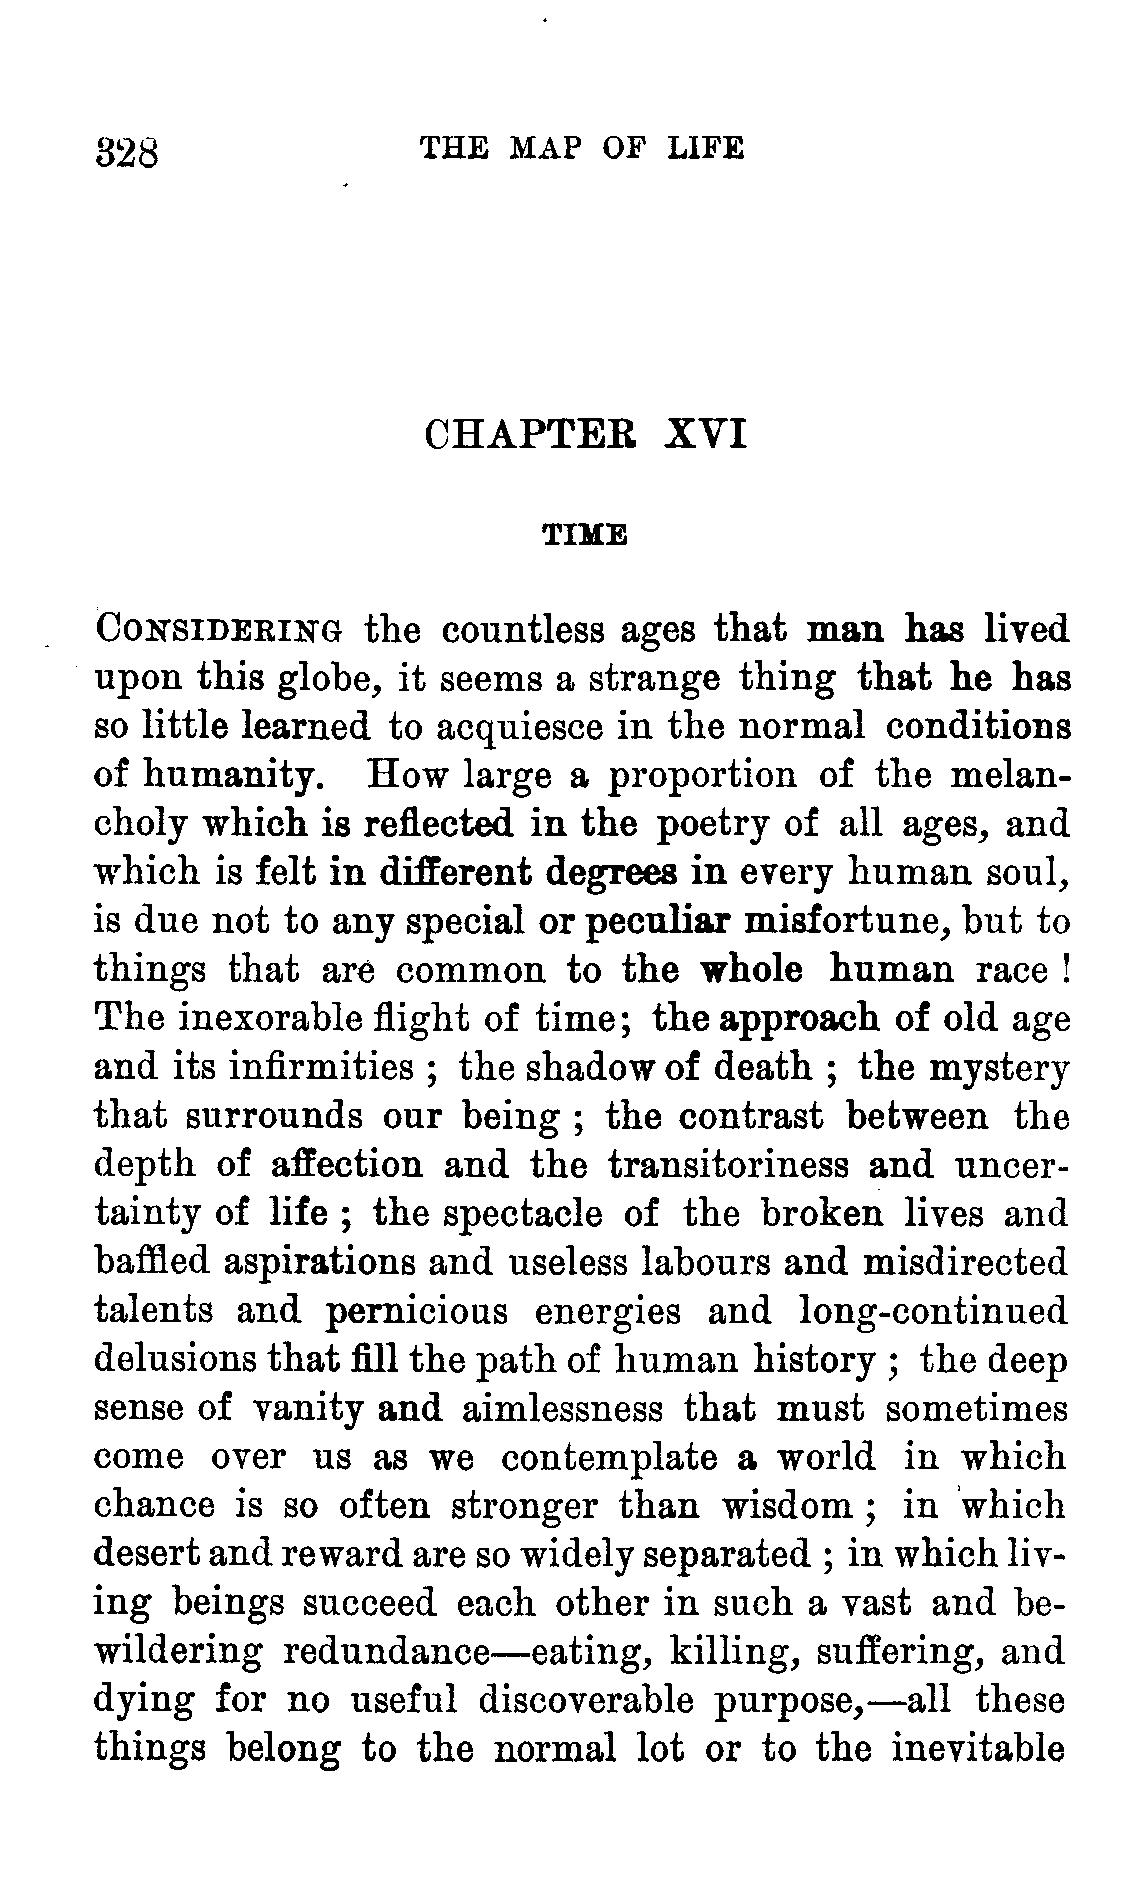 328 THE MAP OF LIFE
CHAPTER XVI
TIME
CONSIDERING the countless ages that man has lived
upon this globe, it seems a strange thing that he has
so little learned to acquiesce in the normal conditions
of humanity. How large a proportion of the melan-
choly which is reflected in the poetry of all ages, and
which is felt in different degrees in every human soul,
is due not to any special or peculiar misfortune, but to
things that are common to the whole human race !
The inexorable flight of time; the approach of old age
and its infirmities ; the shadow of death ; the mystery
that surrounds our being ; the contrast between the
depth of affection and the transitoriness and uncer-
tainty of life ; the spectacle of the broken lives and
baffled aspirations and useless labours and misdirected
talents and pernicious energies and long-continued
delusions that fill the path of human history ; the deep
sense of vanity and aimlessness that must sometimes
come over us as we contemplate a world in which
chance is so often stronger than wisdom ; in which
desert and reward are so widely separated ; in which liv-
ing beings succeed each other in such a vast and be-
wildering redundance—eating, killing, suffering, and
dying for no useful discoverable purpose,—all these
things belong to the normal lot or to the inevitable